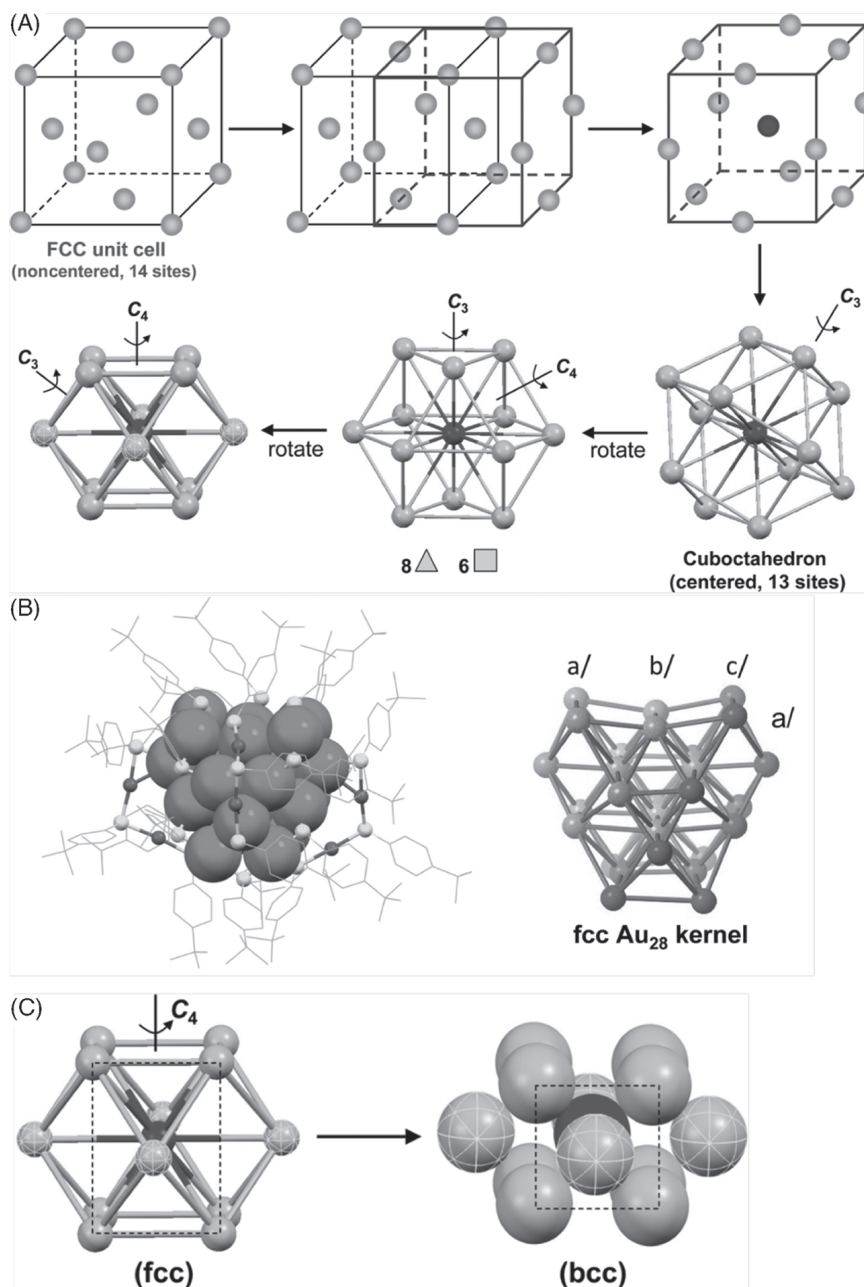 (A)
FCC unit cell
(noncentered, 14 sites)
C4
C3
C3
C4
C3
rotate
rotate
8 6
Cuboctahedron
(centered, 13 sites)
(B)
a/ b/ c/
a/
fcc Au28 kernel
(C)
C4
(fcc)
(bcc)